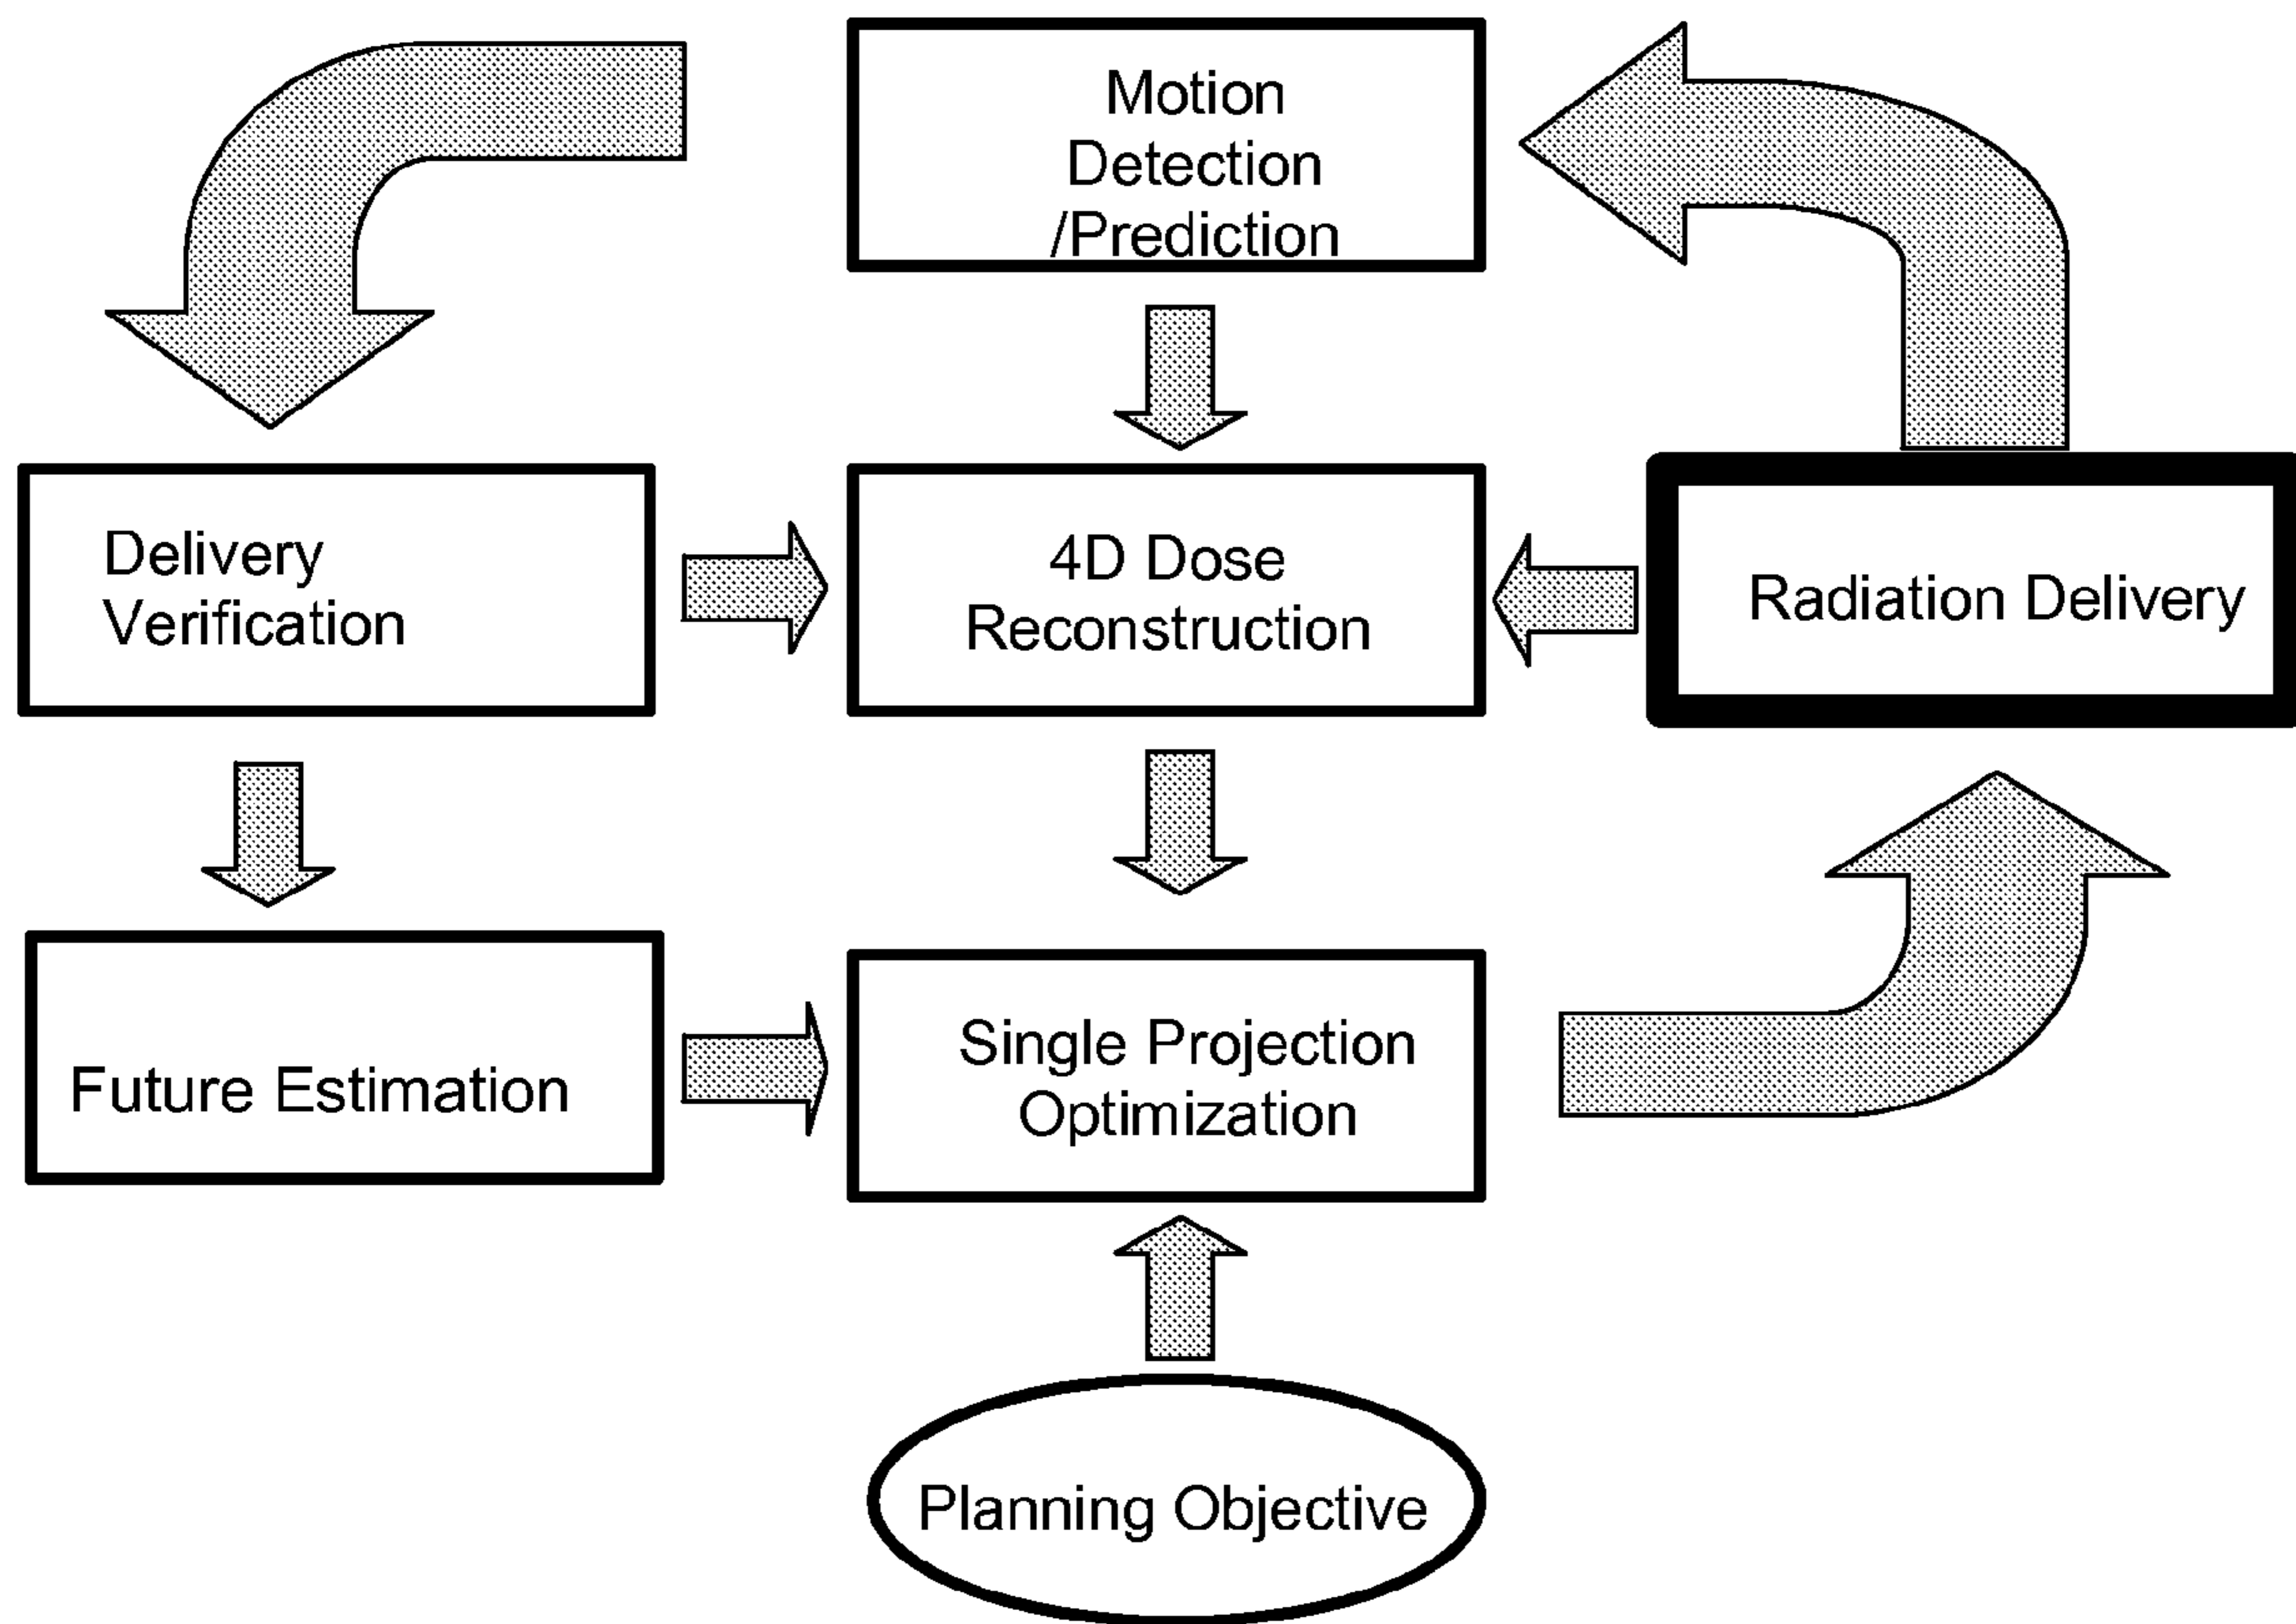 Motion
Detection
/Prediction
Delivery
Verification
4D Dose
Reconstruction
Radiation Delivery
Future Estimation
Single Projection
Optimization
Planning Objective